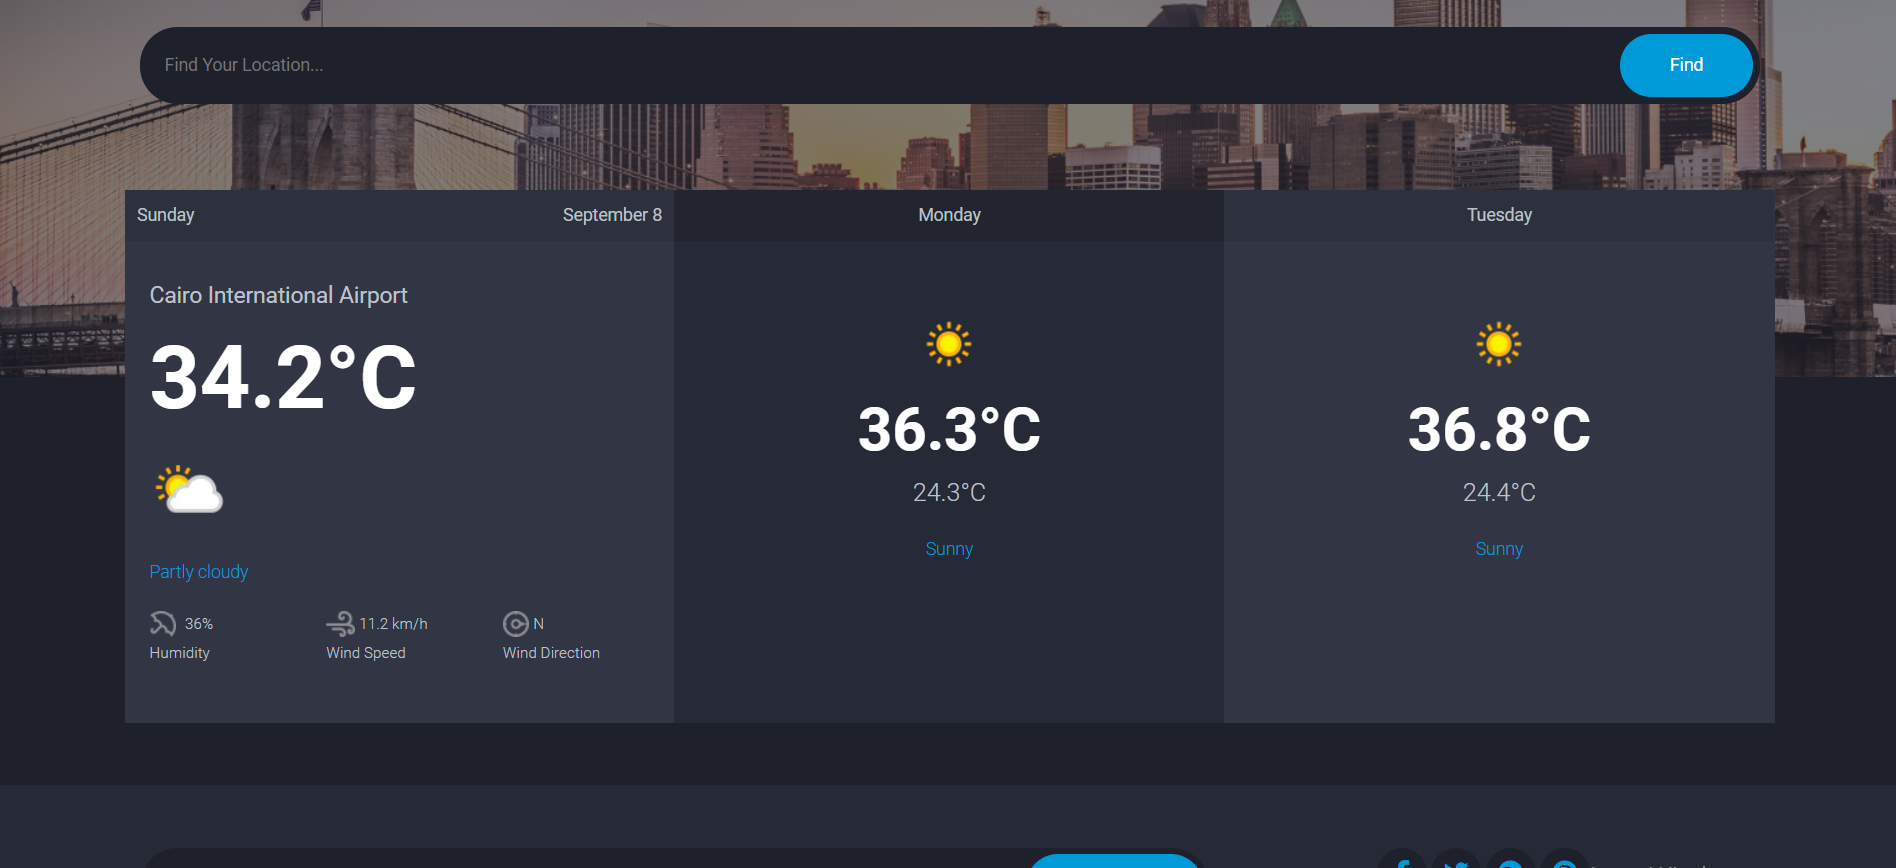 Find Your Location...
Find
Sunday
September 8
Monday
Tuesday
Cairo International Airport
34.2°C
Partly cloudy
36%
Humidity
11.2 km/h
Wind Speed
N
Wind Direction
36.3°C
24.3°C
Sunny
36.8°C
24.4°C
Sunny